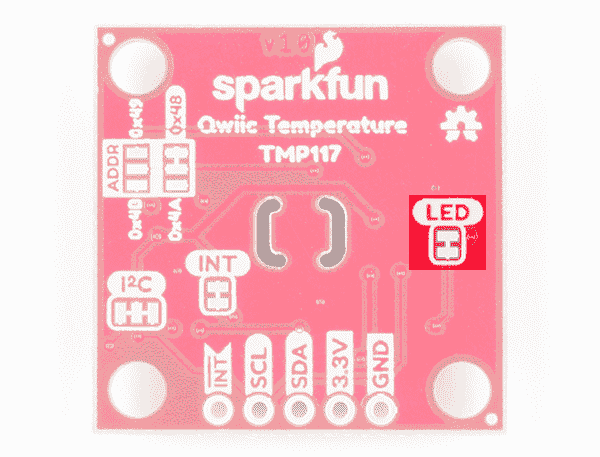 v10
sparkfun
Qwiic Temperature
TMP117
0x49
0x48
ADDR
0x4B
0x4A
LED
INT
I²C
INT
SCL
SDA
3.3V
GND